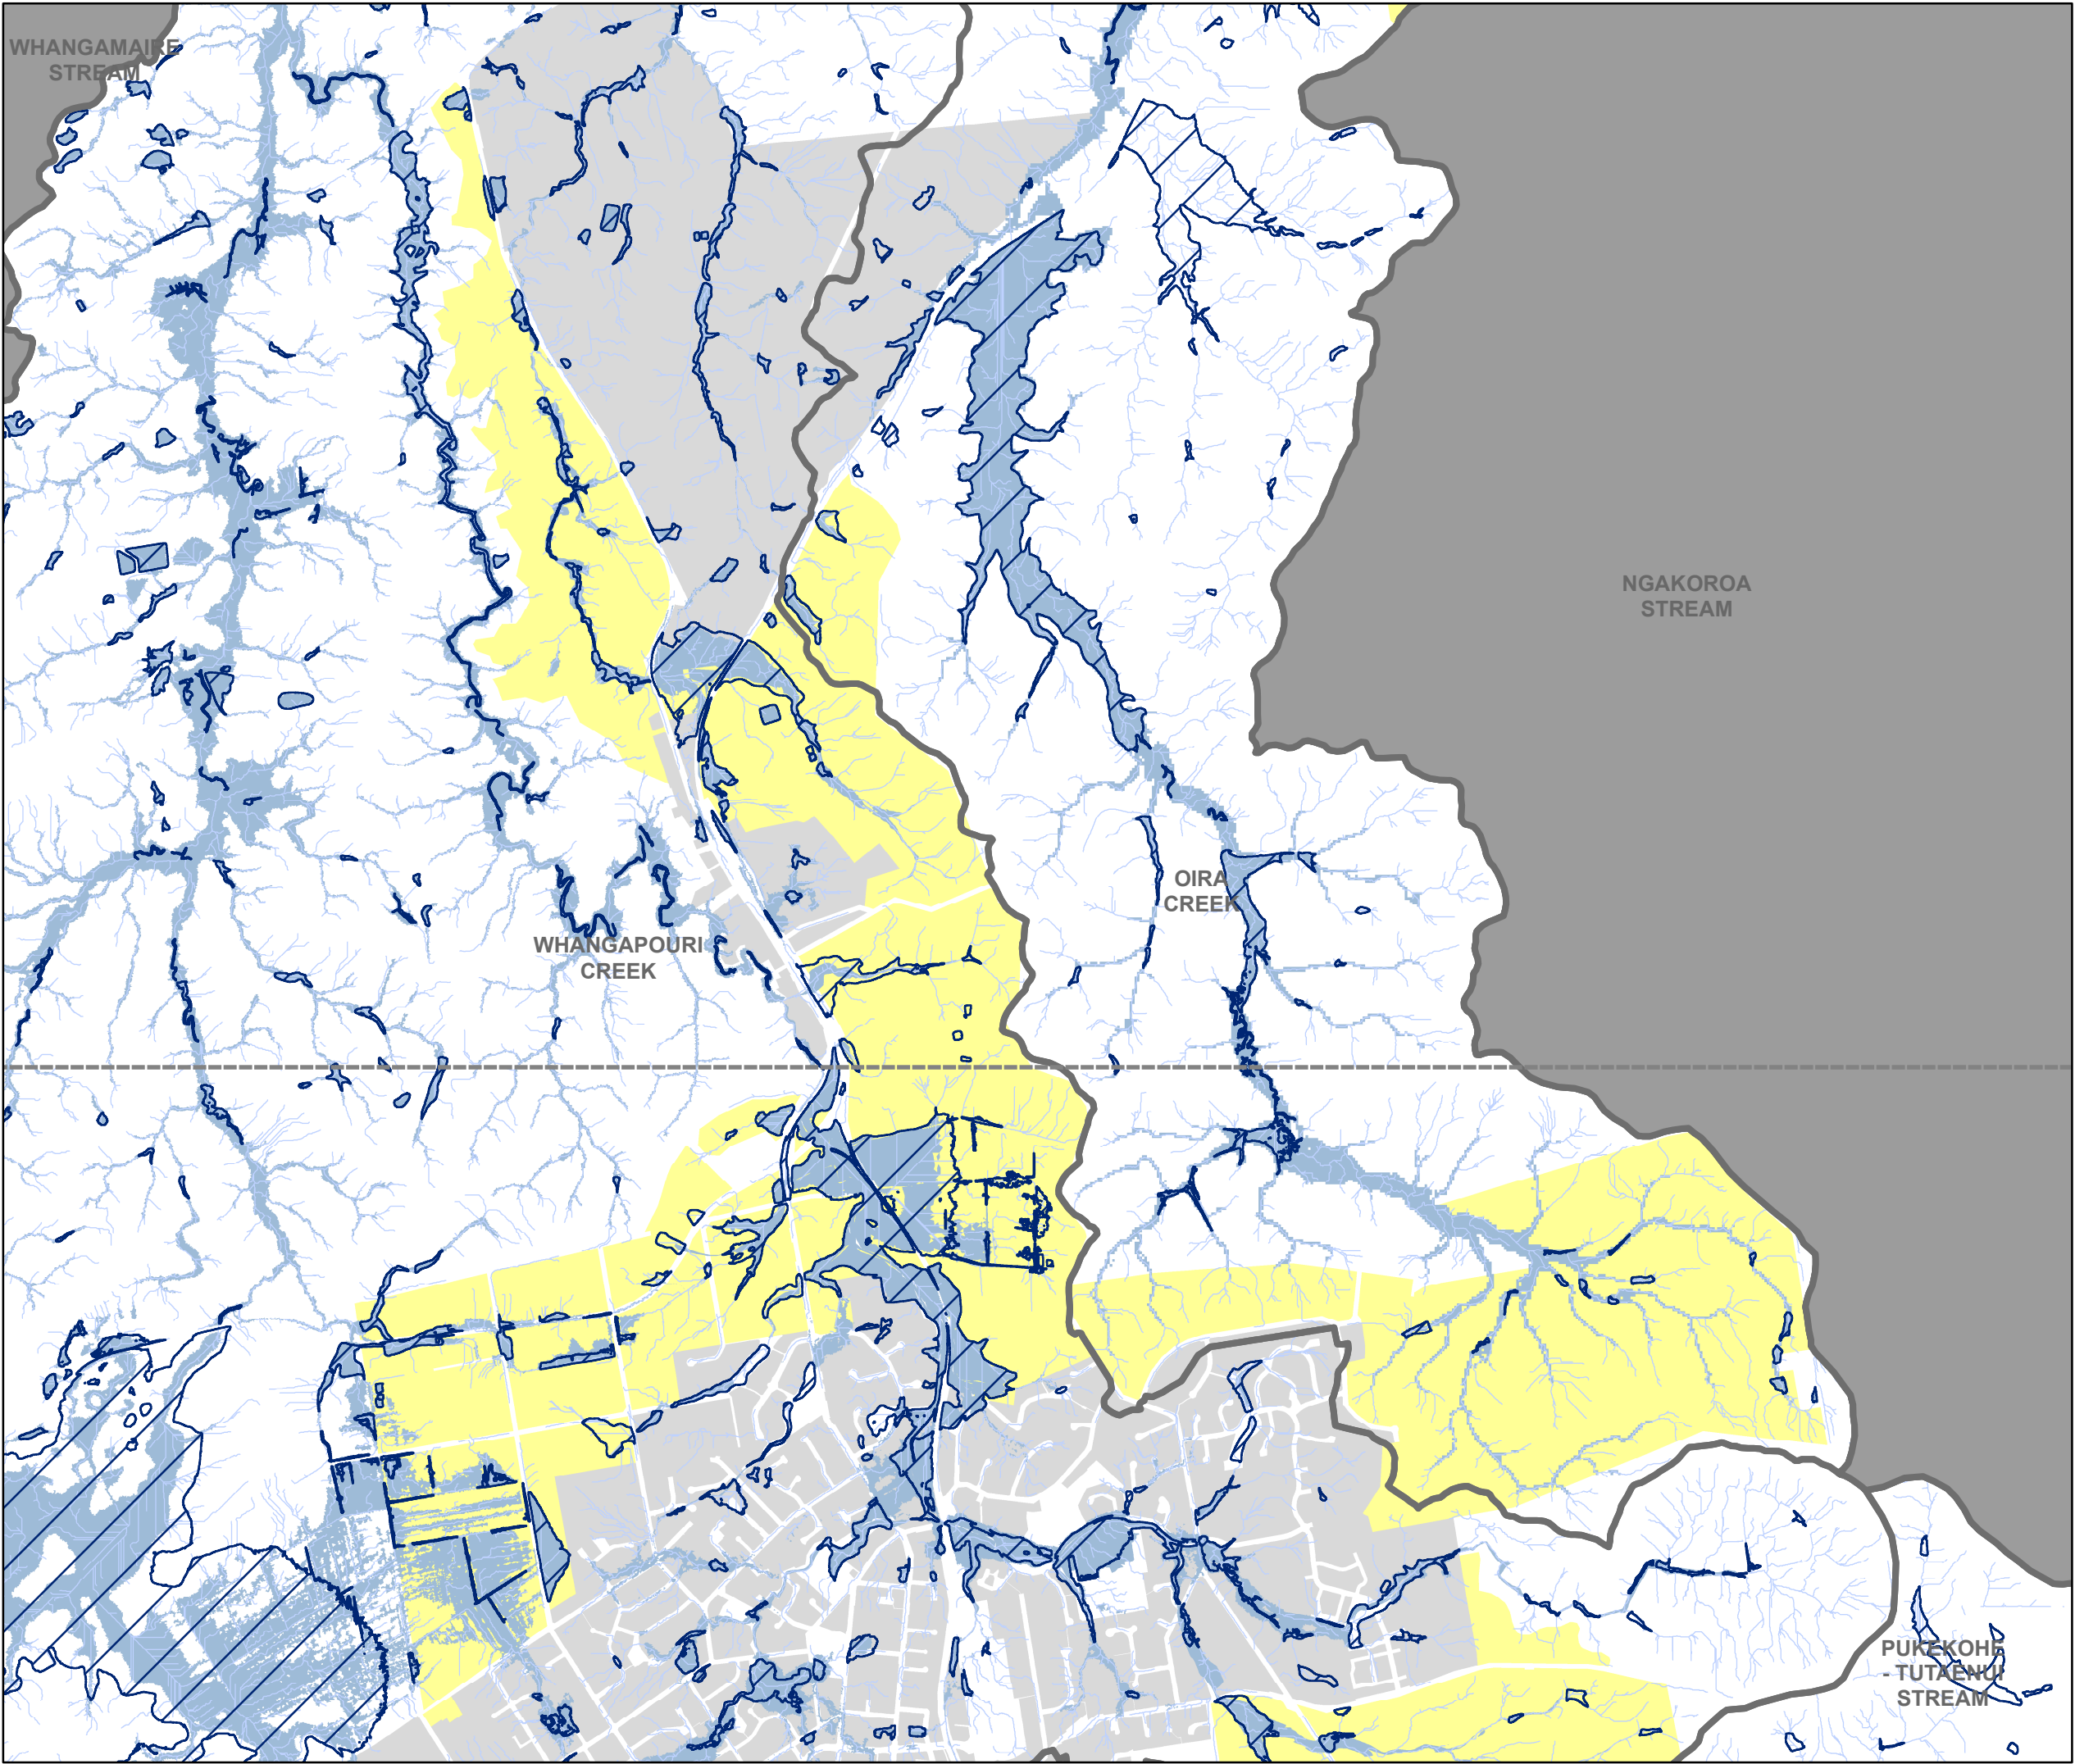 WHANGAMAIRE
STREAM
NGAKOROA
STREAM
OIRA
CREEK
WHANGAPOURI
CREEK
PUKEKOHE
- TUTAENUI
STREAM